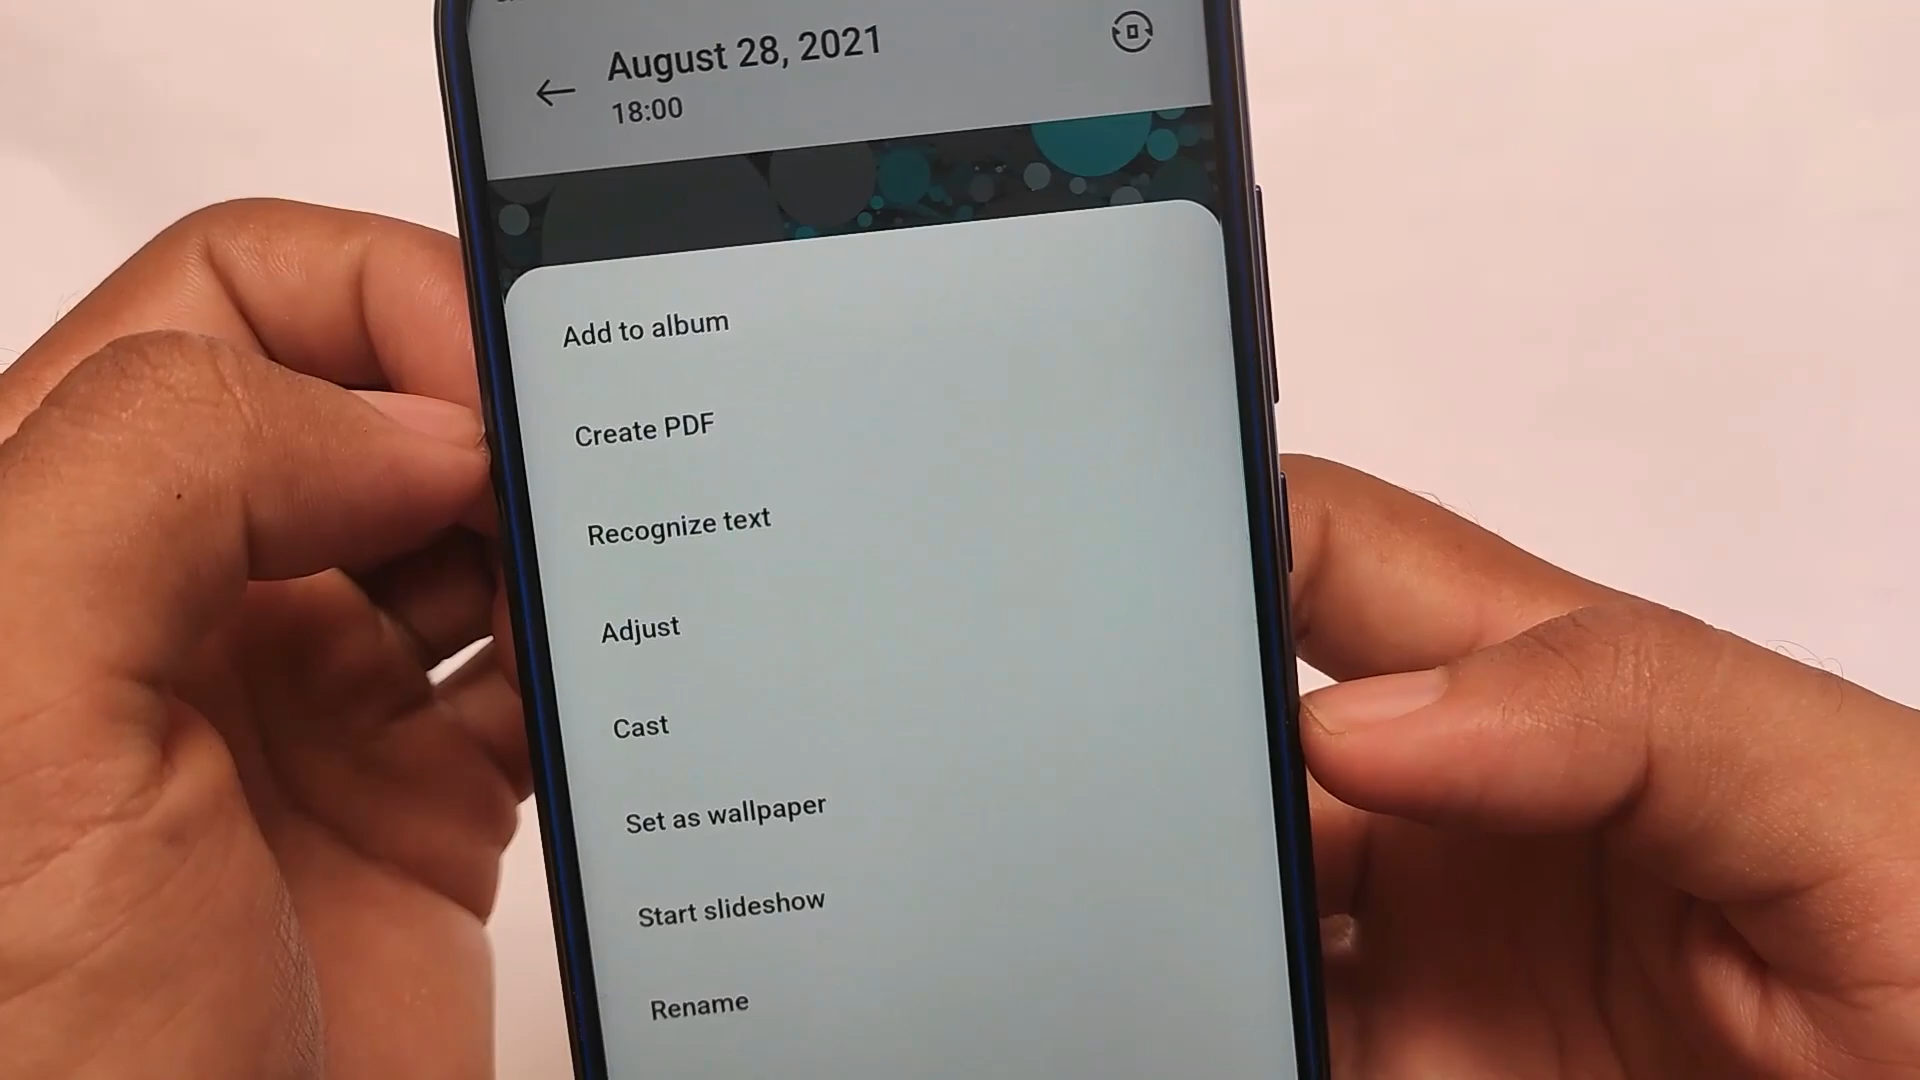 August 28, 2021
18:00
Add to album
Create PDF
Recognize text
Adjust
Cast
Set as wallpaper
Start slideshow
Rename